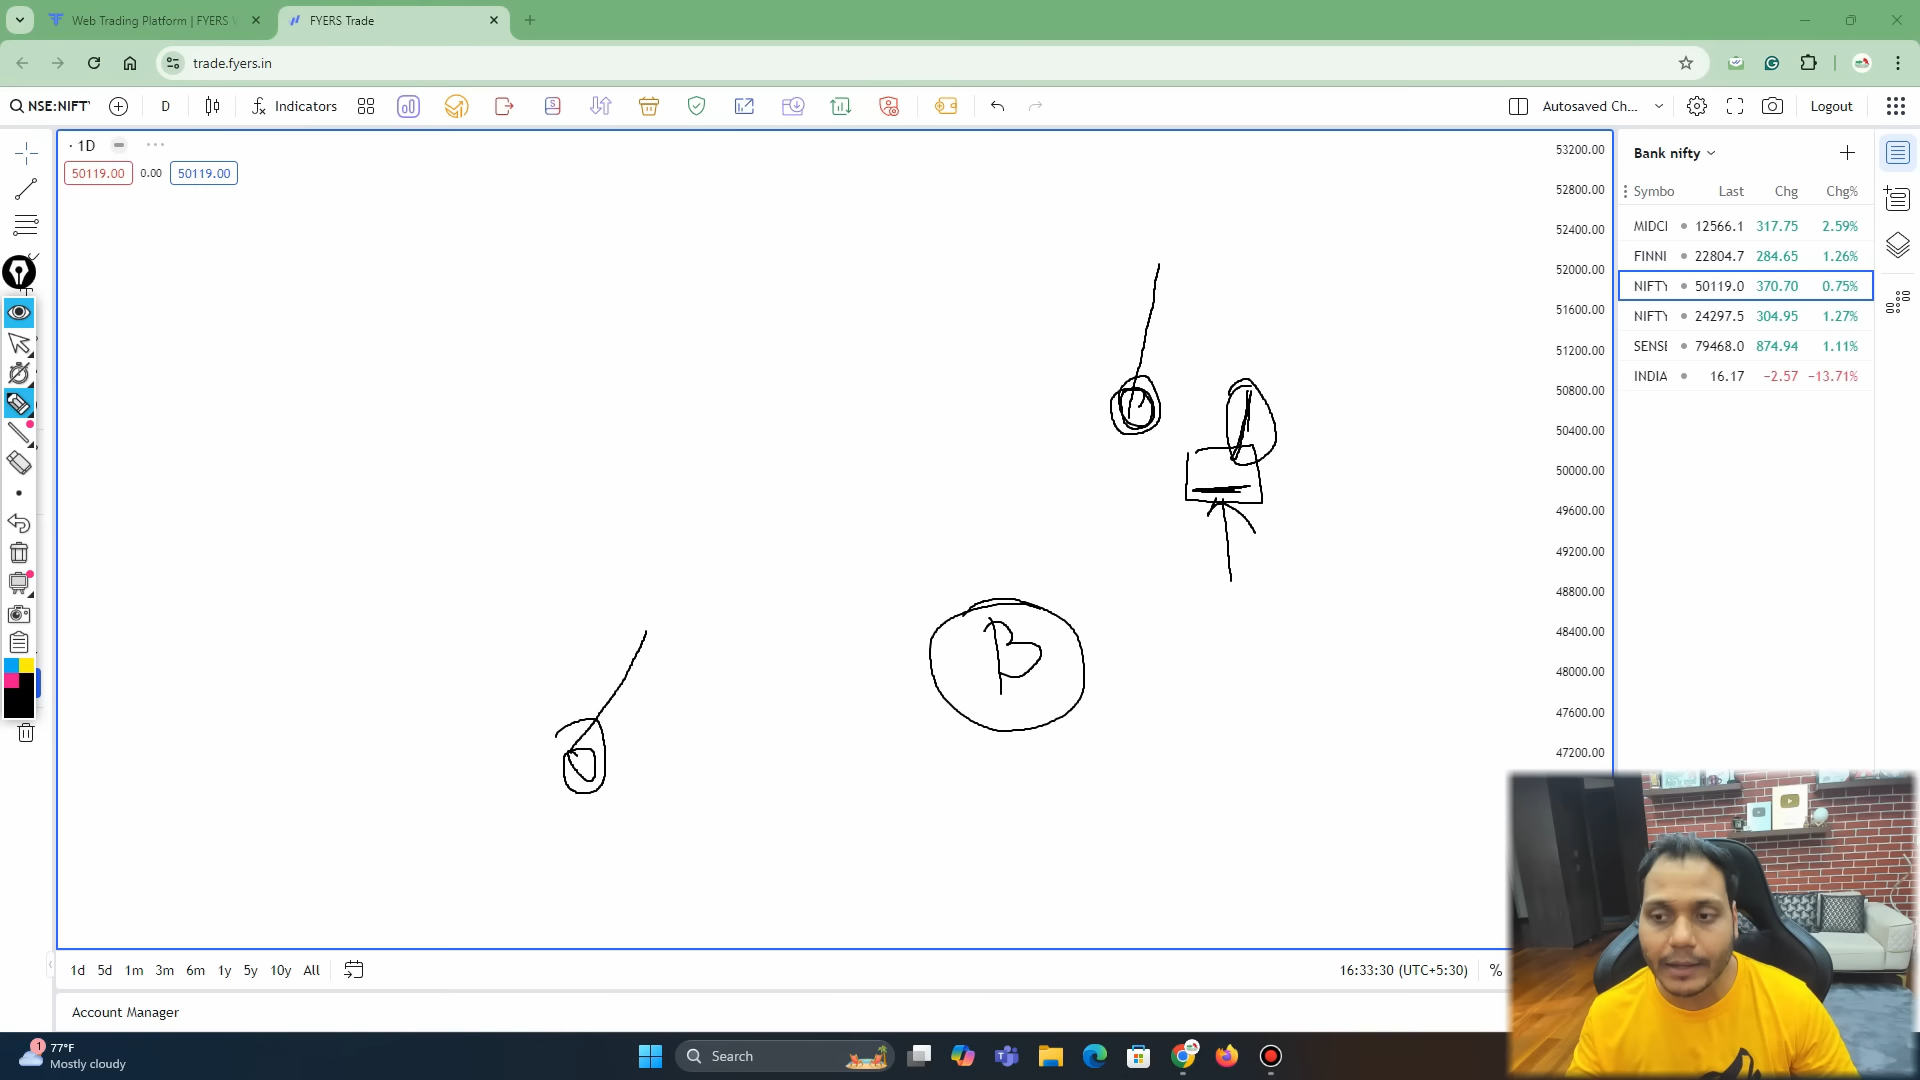 Web Trading Platform | FYERS
FYERS Trade
trade.fyers.in
NSE:NIFTY
D
Indicators
Autosaved Ch...
Logout
· 1D
50119.00 0.00 50119.00
53200.00
52800.00
52400.00
52000.00
51600.00
51200.00
50800.00
50400.00
50000.00
49600.00
49200.00
48800.00
48400.00
48000.00
47600.00
47200.00
B
Bank nifty
Symbo Last Chg Chg%
MIDCI 12566.1 317.75 2.59%
FINNI 22804.7 284.65 1.26%
NIFTY 50119.0 370.70 0.75%
NIFTY 24297.5 304.95 1.27%
SENSE 79468.0 874.94 1.11%
INDIA 16.17 −2.57 −13.71%
1d 5d 1m 3m 6m 1y 5y 10y All
16:33:30 (UTC+5:30) %
Account Manager
1
77°F
Mostly cloudy
Search